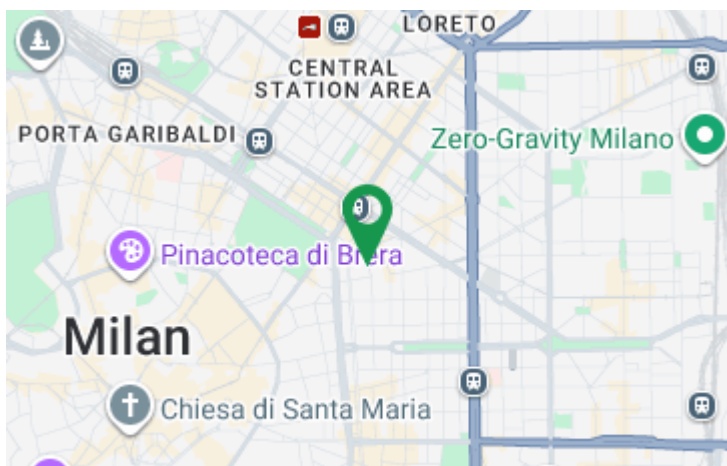 LORETO
CENTRAL
STATION AREA
PORTA GARIBALDI
Zero-Gravity Milano
Pinacoteca di Brera
Milan
Chiesa di Santa Maria